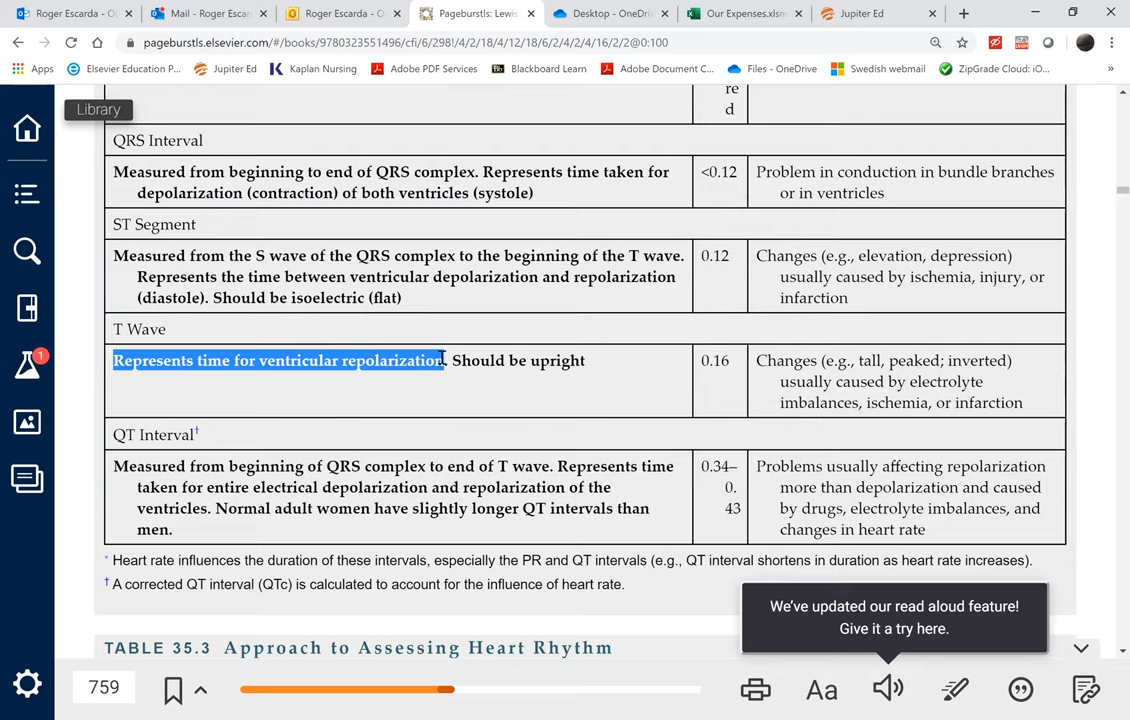 Roger Escarda
Mail - Roger Escar
Roger Escarda - O
Pageburstls: Lewis
Desktop - OneDriv
Our Expenses.xlsm
Jupiter Ed
pageburstls.elsevier.com/#/books/9780323551496/cfi/6/298!/4/2/18/4/12/18/6/2/4/2/4/16/2/2@0:100
Apps
Elsevier Education P...
Jupiter Ed
Kaplan Nursing
Adobe PDF Services
Blackboard Learn
Adobe Document C...
Files - OneDrive
Swedish webmail
ZipGrade Cloud: iO...
»
Library
re
d
QRS Interval
Measured from beginning to end of QRS complex. Represents time taken for
depolarization (contraction) of both ventricles (systole)
<0.12
Problem in conduction in bundle branches
or in ventricles
ST Segment
Measured from the S wave of the QRS complex to the beginning of the T wave.
Represents the time between ventricular depolarization and repolarization
(diastole). Should be isoelectric (flat)
0.12
Changes (e.g., elevation, depression)
usually caused by ischemia, injury, or
infarction
T Wave
Represents time for ventricular repolarization. Should be upright
0.16
Changes (e.g., tall, peaked; inverted)
usually caused by electrolyte
imbalances, ischemia, or infarction
QT Interval†
Measured from beginning of QRS complex to end of T wave. Represents time
taken for entire electrical depolarization and repolarization of the
ventricles. Normal adult women have slightly longer QT intervals than
men.
0.34–
0.
43
Problems usually affecting repolarization
more than depolarization and caused
by drugs, electrolyte imbalances, and
changes in heart rate
* Heart rate influences the duration of these intervals, especially the PR and QT intervals (e.g., QT interval shortens in duration as heart rate increases).
† A corrected QT interval (QTc) is calculated to account for the influence of heart rate.
We've updated our read aloud feature!
Give it a try here.
TABLE 35.3 Approach to Assessing Heart Rhythm
1
759
Aa